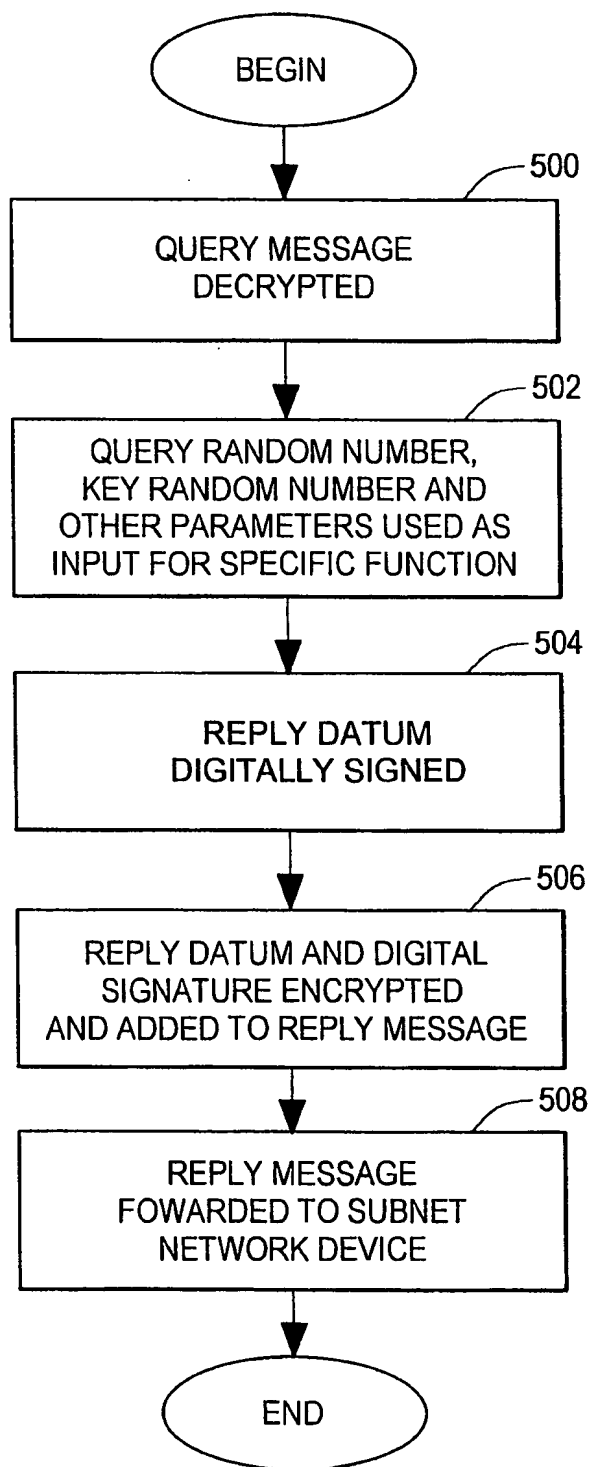 BEGIN
500
QUERY MESSAGE
DECRYPTED
502
QUERY RANDOM NUMBER,
KEY RANDOM NUMBER AND
OTHER PARAMETERS USED AS
INPUT FOR SPECIFIC FUNCTION
504
REPLY DATUM
DIGITALLY SIGNED
506
REPLY DATUM AND DIGITAL
SIGNATURE ENCRYPTED
AND ADDED TO REPLY MESSAGE
508
REPLY MESSAGE
FOWARDED TO SUBNET
NETWORK DEVICE
END